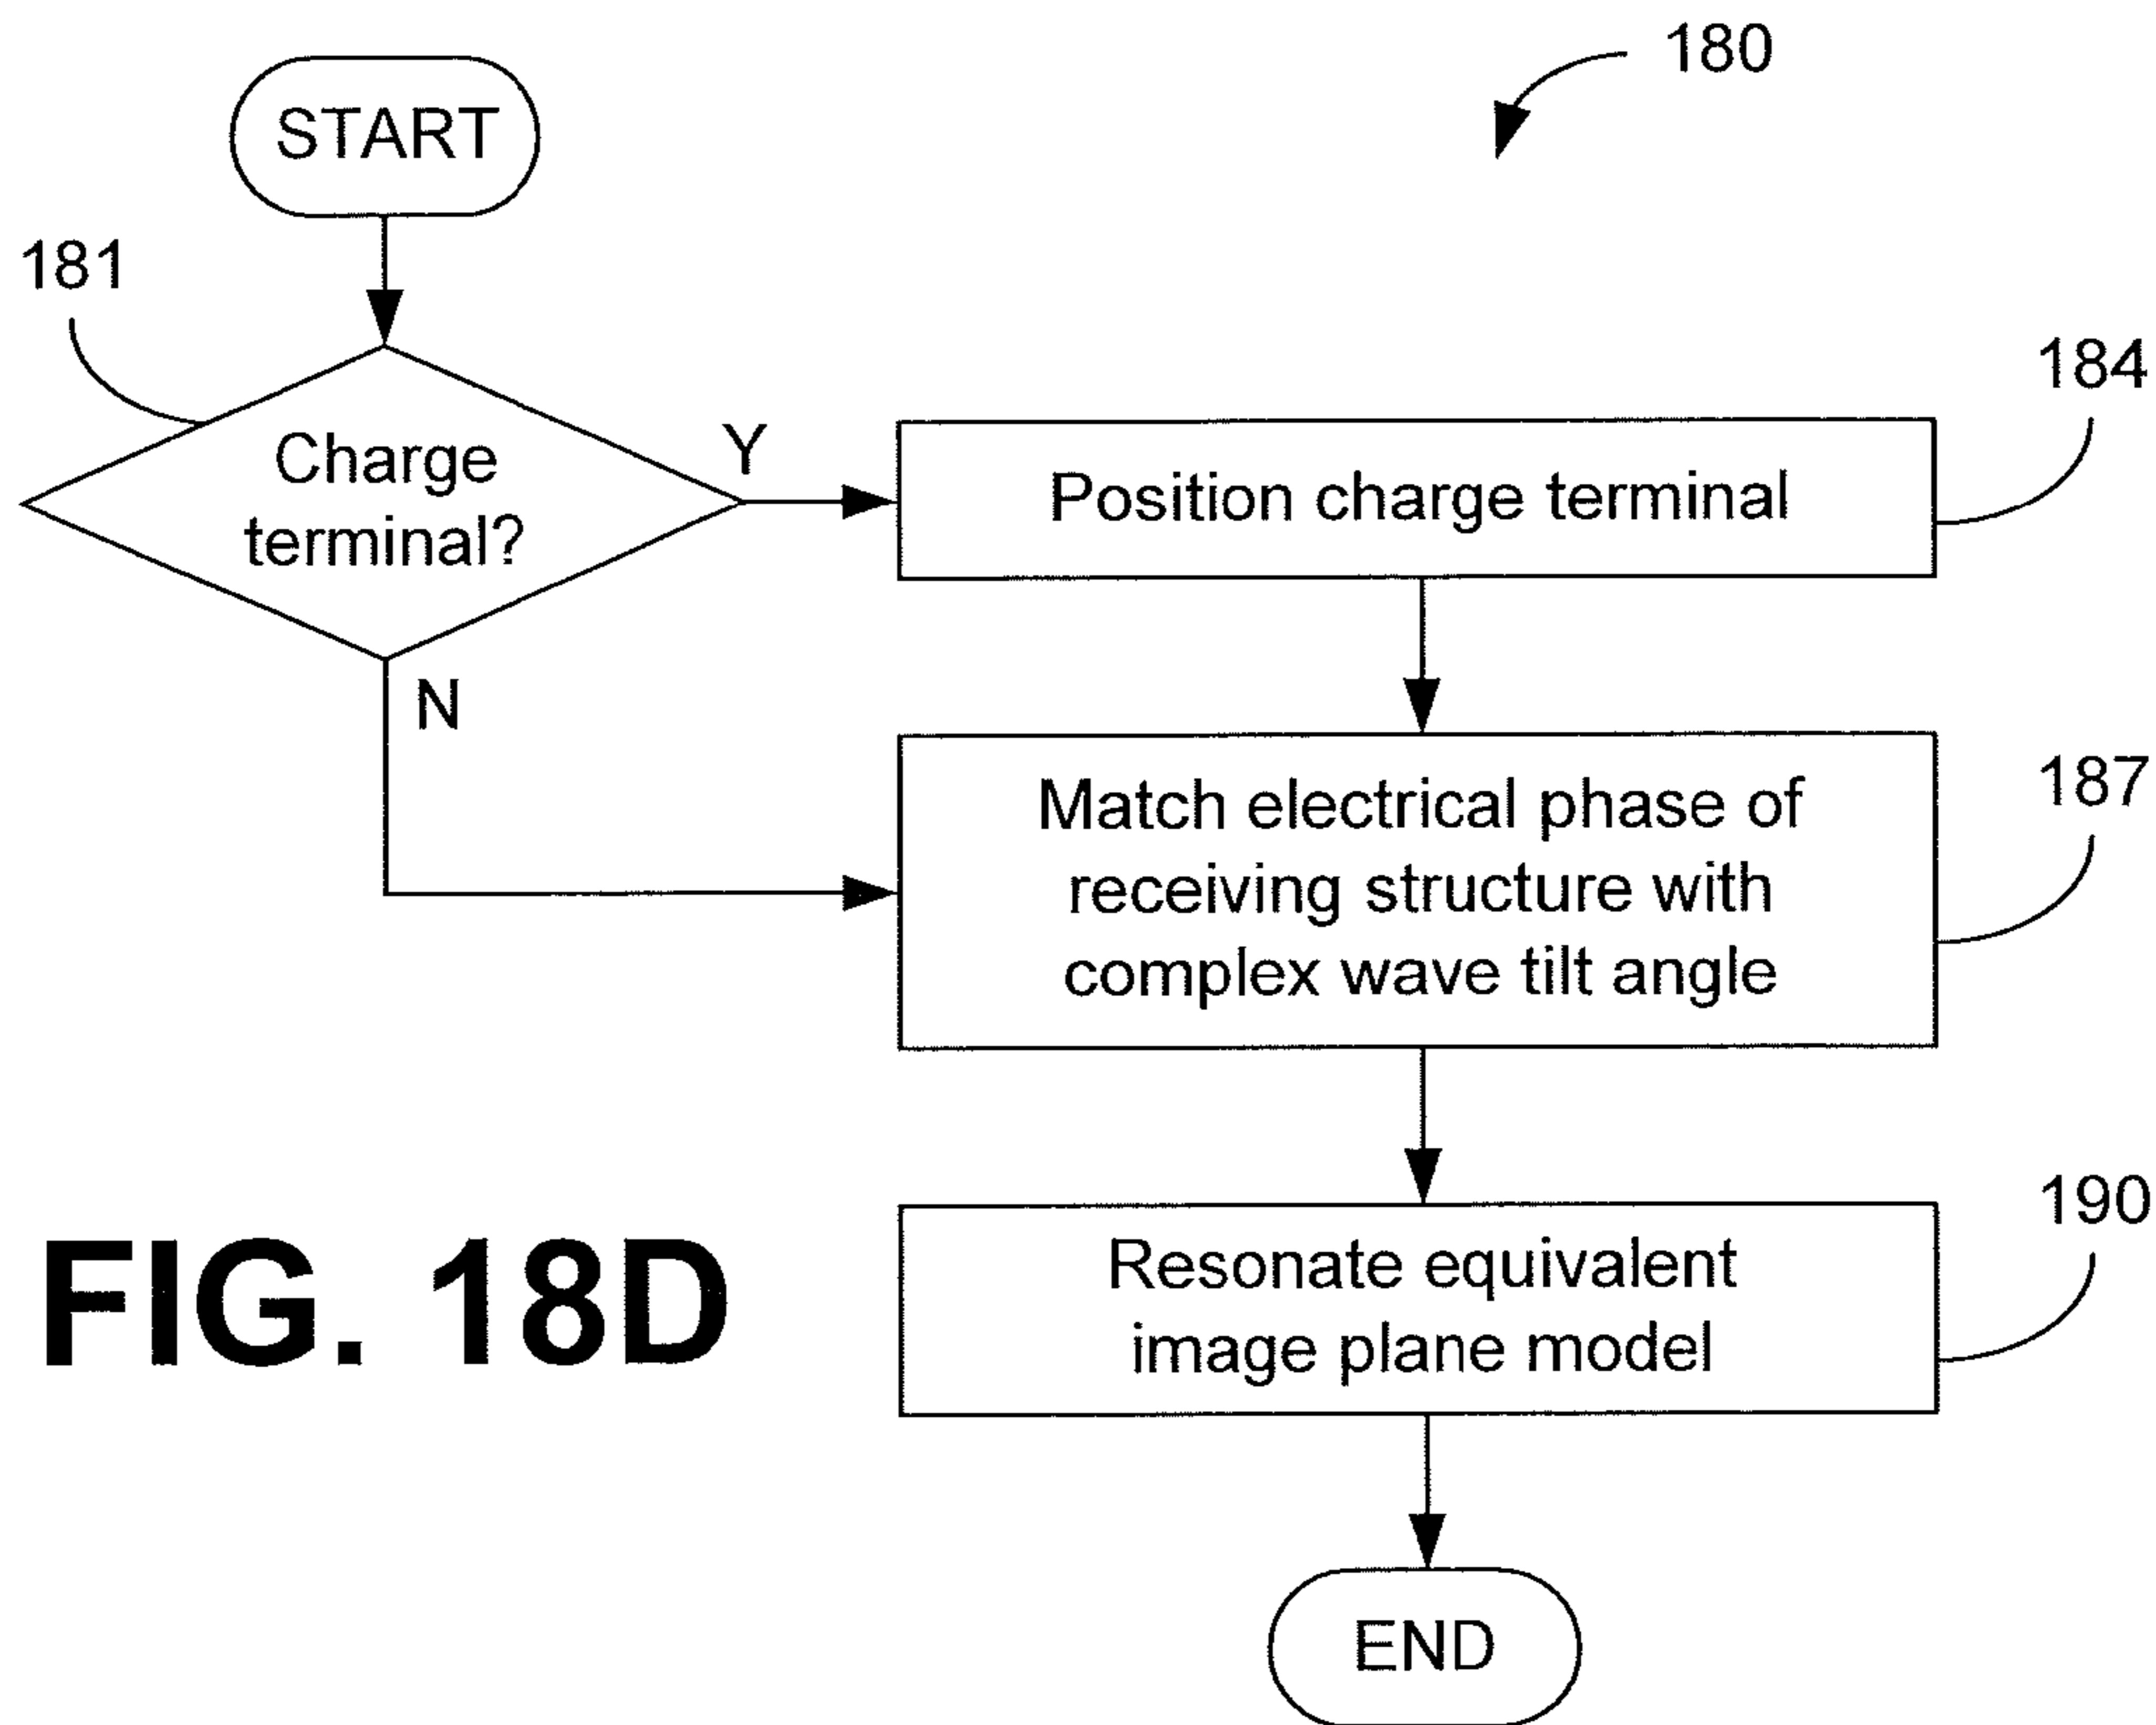 180
START
181
Charge
terminal?
Y
N
184
Position charge terminal
187
Match electrical phase of
receiving structure with
complex wave tilt angle
190
Resonate equivalent
image plane model
END
FIG. 18D